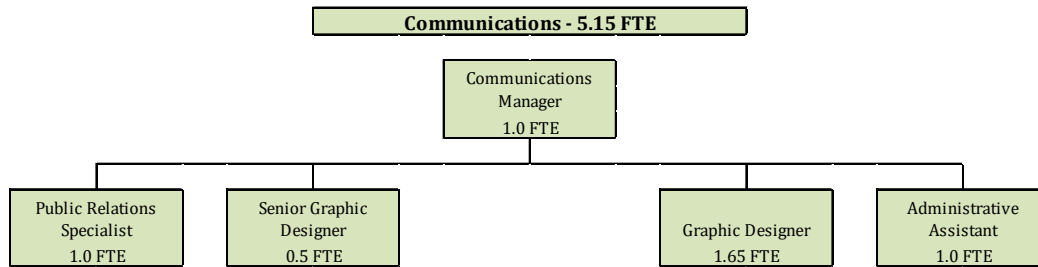 Communications - 5.15 FTE
Communications
Manager
1.0 FTE
Public Relations
Specialist
1.0 FTE
Senior Graphic
Designer
0.5 FTE
Graphic Designer
1.65 FTE
Administrative
Assistant
1.0 FTE